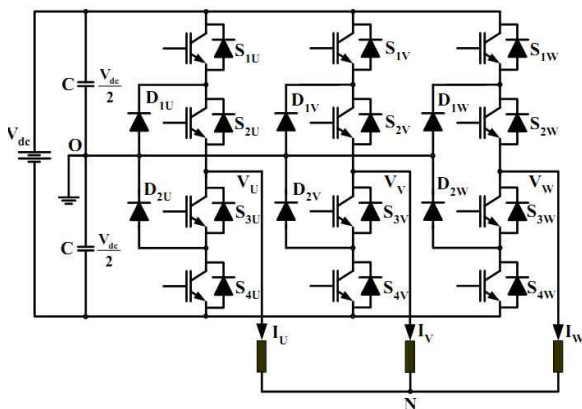 S1U
S1V
S1W
C
Vdc
2
D1U
D1V
D1W
S2U
S2V
S2W
Vdc
O
VU
VV
VW
D2U
D2V
D2W
S3U
S3V
S3W
C
Vdc
2
S4U
S4V
S4W
IU
IV
IW
N